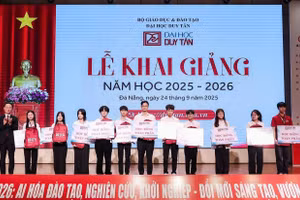 BỘ GIÁO DỤC & ĐÀO TẠO
ĐẠI HỌC DUY TÂN
ĐẠI HỌC
DUY TÂN
LỄ KHAI GIẢNG
NĂM HỌC 2025 - 2026
Đà Nẵng, ngày 24 tháng 9 năm 2025
026: AI HÓA ĐÀO TẠO, NGHIÊN CỨU, KHỞI NGHIỆP - ĐỔI MỚI SÁNG TẠO, VƯƠN